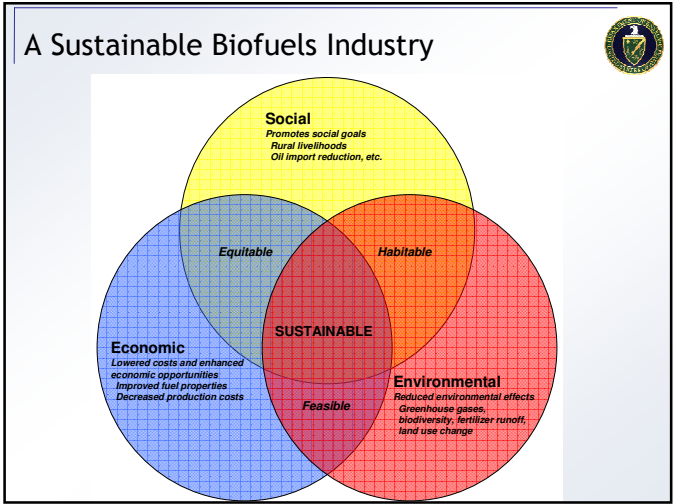 A Sustainable Biofuels Industry
Social
Promotes social goals
Rural livelihoods
Oil import reduction, etc.
Equitable
Habitable
SUSTAINABLE
Economic
Lowered costs and enhanced
economic opportunities
Improved fuel properties
Decreased production costs
Environmental
Reduced environmental effects
Greenhouse gases,
biodiversity, fertilizer runoff,
land use change
Feasible